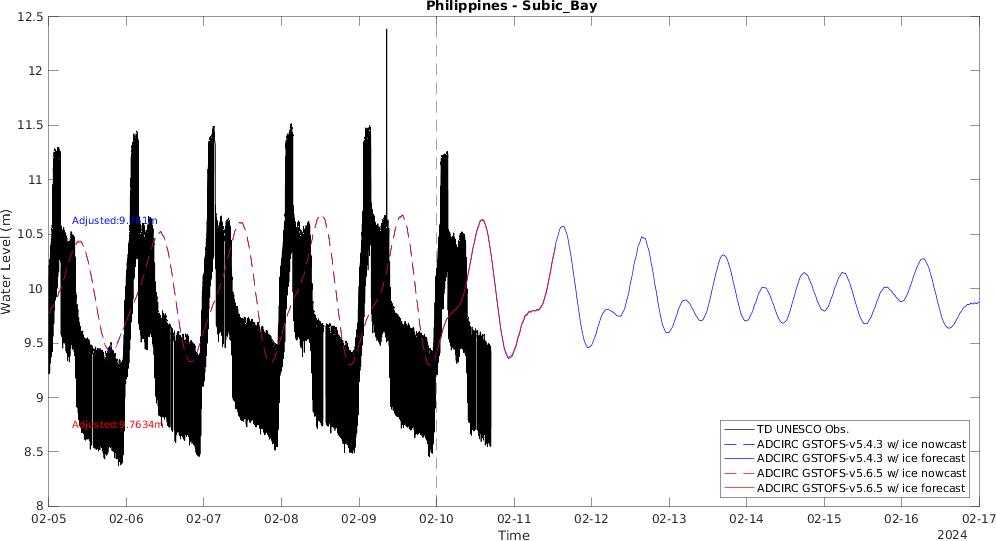 Philippines - Subic_Bay
12.5
12
11.5
11
10.5
10
9.5
9
8.5
8
Water Level (m)
Adjusted:9.7634m
TD UNESCO Obs.
ADCIRC GSTOFS-v5.4.3 w/ ice nowcast
ADCIRC GSTOFS-v5.4.3 w/ ice forecast
ADCIRC GSTOFS-v5.6.5 w/ ice nowcast
ADCIRC GSTOFS-v5.6.5 w/ ice forecast
02-05 02-06 02-07 02-08 02-09 02-10 02-11 02-12 02-13 02-14 02-15 02-16 02-17
Time
2024